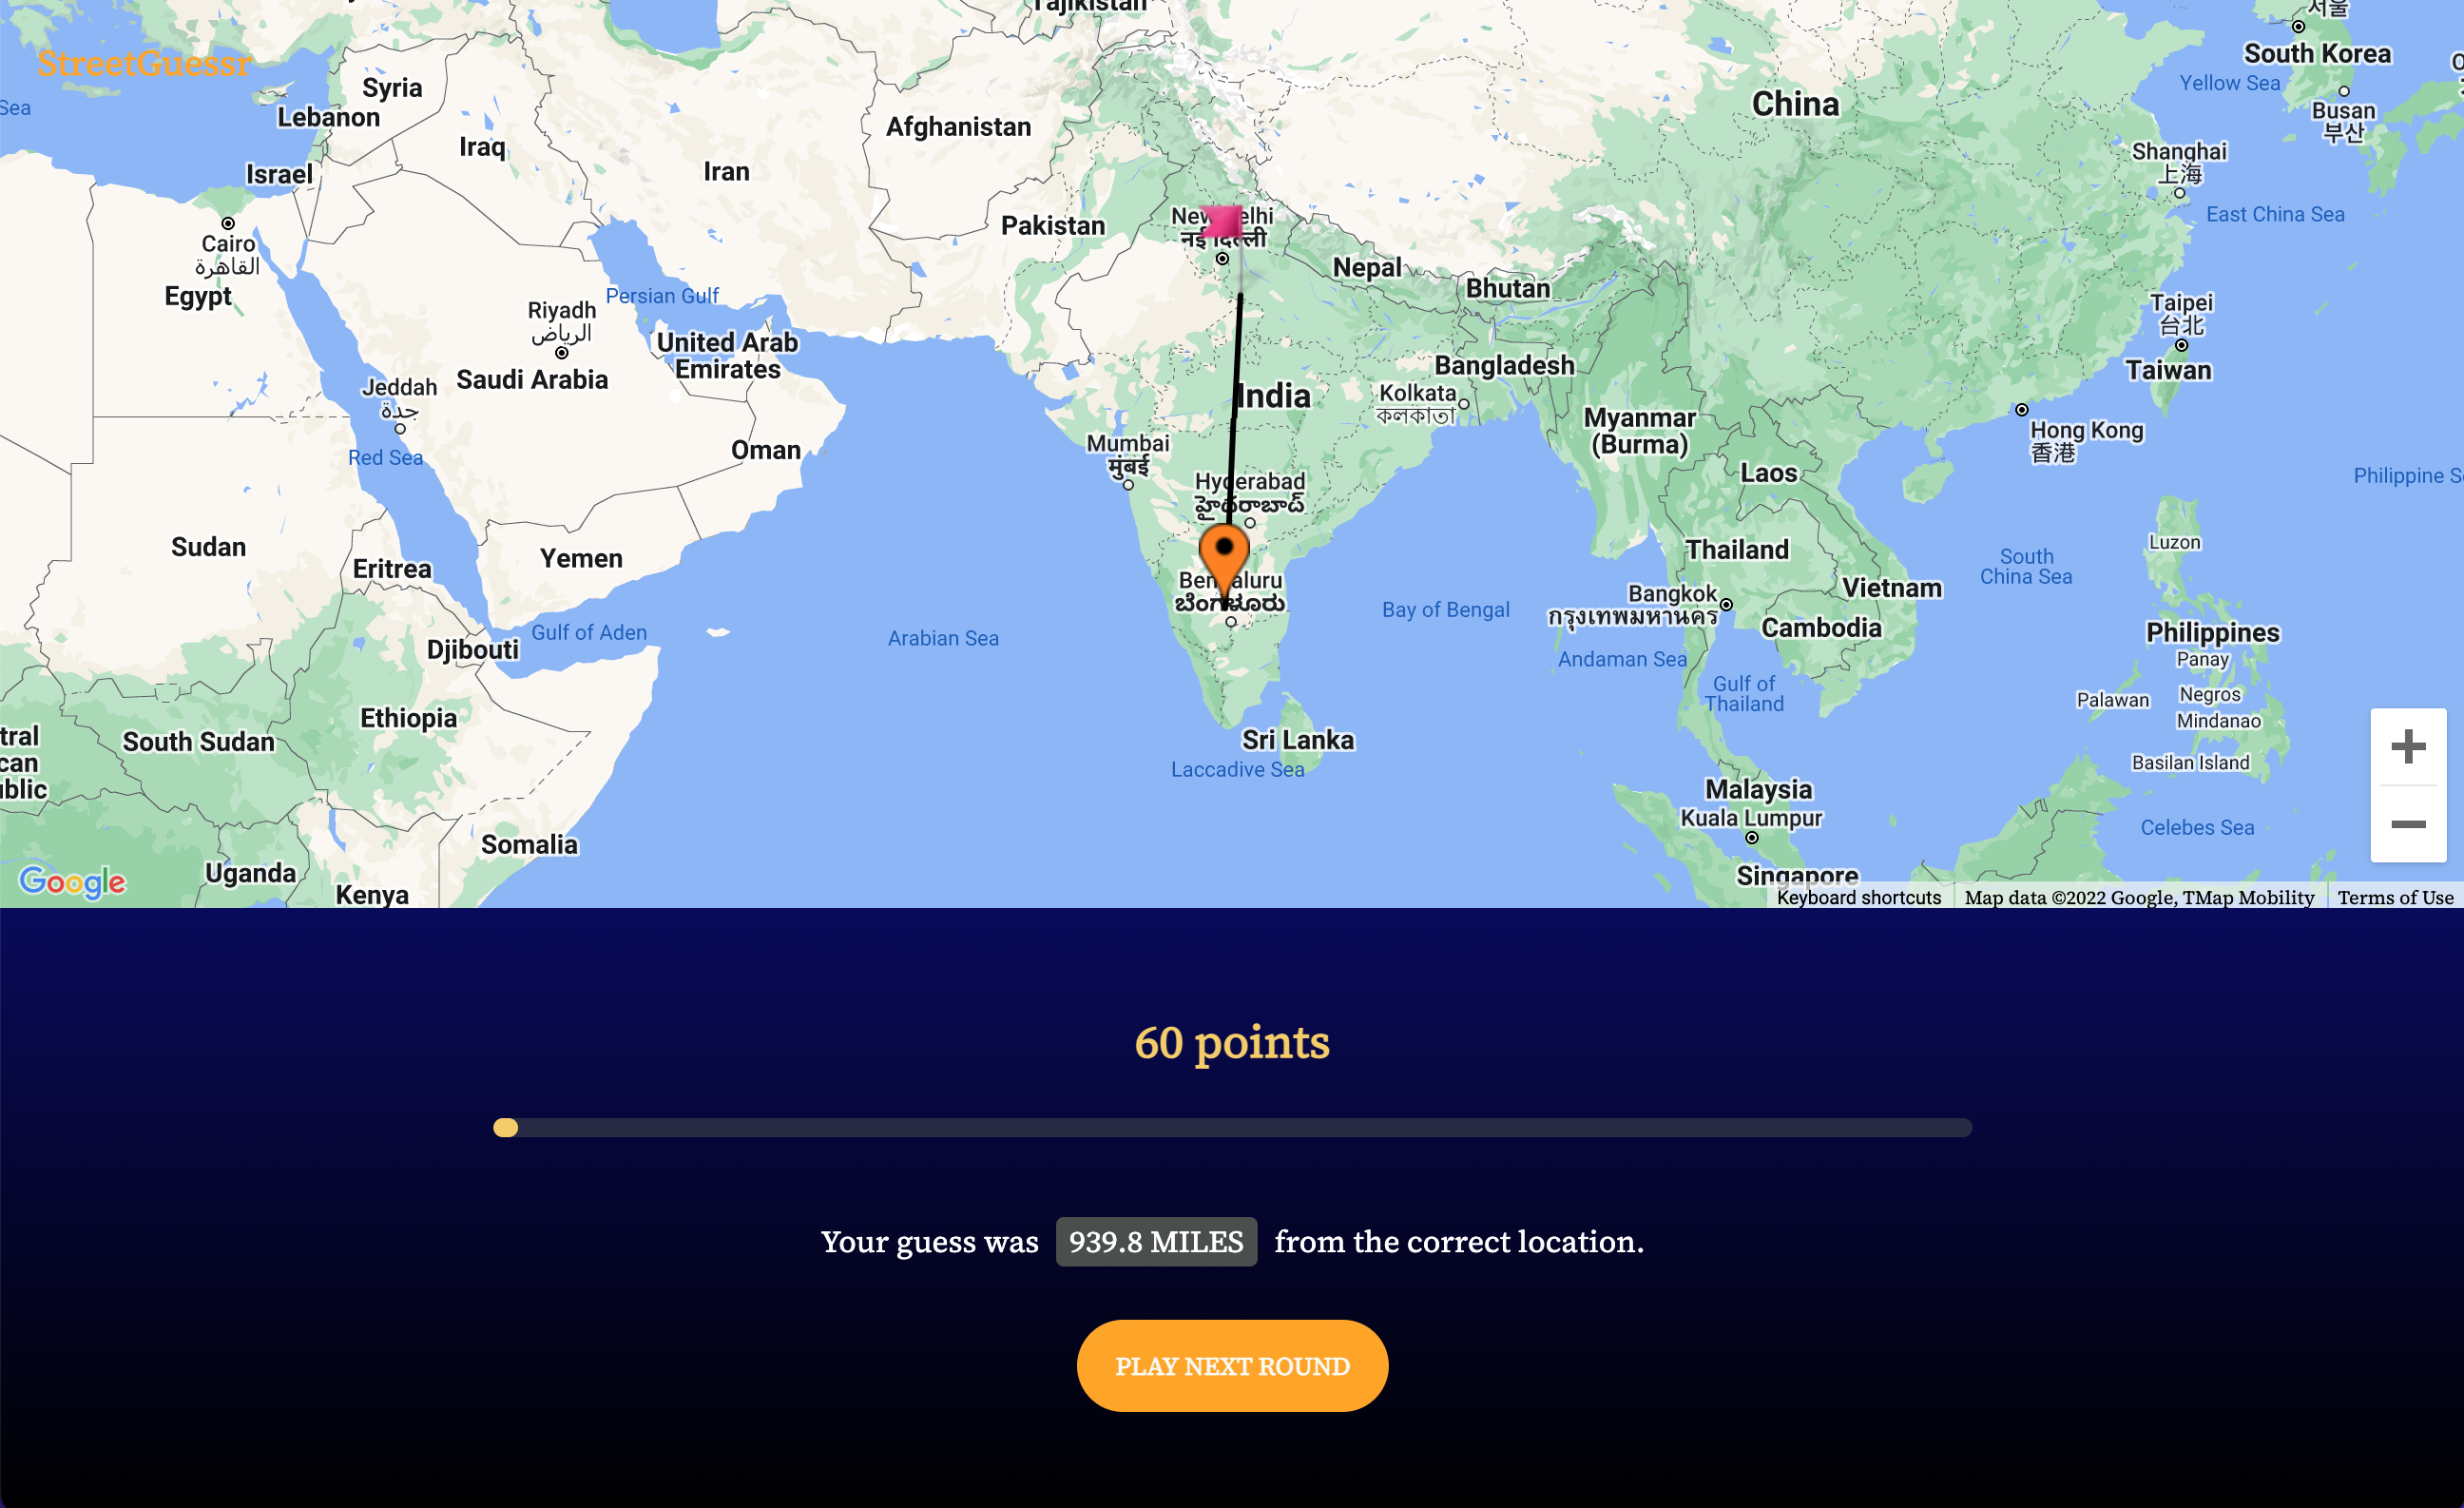 Tajikistan
서울
South Korea
StreetGuessr
Syria
Yellow Sea
Sea
Lebanon
China
Busan
부산
Afghanistan
Iraq
Iran
Shanghai
上海
Israel
East China Sea
Pakistan
New Delhi
नई दिल्ली
Cairo
القاهرة
Nepal
Egypt
Persian Gulf
Bhutan
Riyadh
الرياض
Taipei
台北
United Arab
Emirates
Bangladesh
Taiwan
Saudi Arabia
Jeddah
جدة
India
Kolkata
কলকাতা
Myanmar
(Burma)
Hong Kong
香港
Mumbai
मुंबई
Oman
Red Sea
Laos
Philippine S
Hyderabad
హైదరాబాద్
Sudan
Yemen
Eritrea
Thailand
Luzon
South
China Sea
Bengaluru
ಬೆಂಗಳೂರು
Vietnam
Bangkok
กรุงเทพมหานคร
Bay of Bengal
Cambodia
Gulf of Aden
Arabian Sea
Djibouti
Philippines
Andaman Sea
Panay
Gulf of
Thailand
Palawan
Negros
Mindanao
Ethiopia
South Sudan
tral
can
ublic
Sri Lanka
Laccadive Sea
Basilan Island
Malaysia
Kuala Lumpur
Celebes Sea
Somalia
Uganda
Kenya
Singapore
Google
Keyboard shortcuts
Map data ©2022 Google, TMap Mobility
Terms of Use
60 points
Your guess was 939.8 MILES from the correct location.
PLAY NEXT ROUND